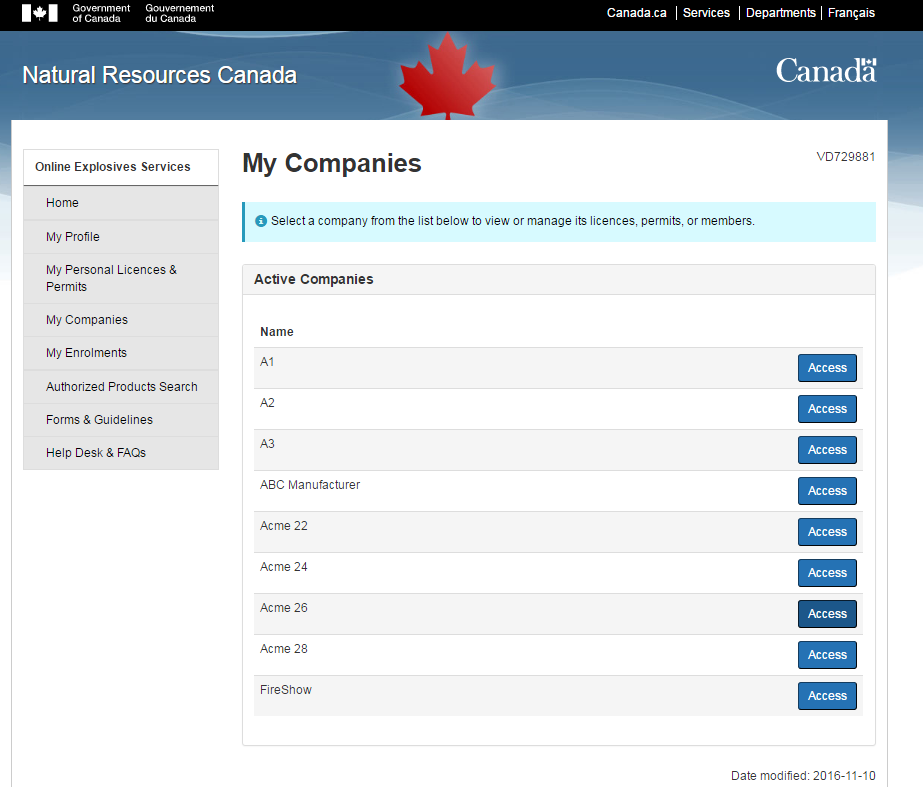 Government of Canada
Gouvernement du Canada
Canada.ca Services Departments Français
Natural Resources Canada
Canada
Online Explosives Services
Home
My Profile
My Personal Licences &
Permits
My Companies
My Enrolments
Authorized Products Search
Forms & Guidelines
Help Desk & FAQs
My Companies
VD729881
Select a company from the list below to view or manage its licences, permits, or members.
Active Companies
Name
A1 Access
A2 Access
A3 Access
ABC Manufacturer Access
Acme 22 Access
Acme 24 Access
Acme 26 Access
Acme 28 Access
FireShow Access
Date modified: 2016-11-10